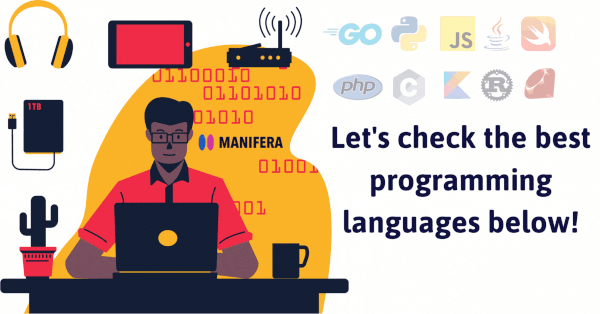 GO
JS
php
C
R
1TB
01100010
01101010
01010
MANIFERA
01001
001
Let's check the best
programming
languages below!